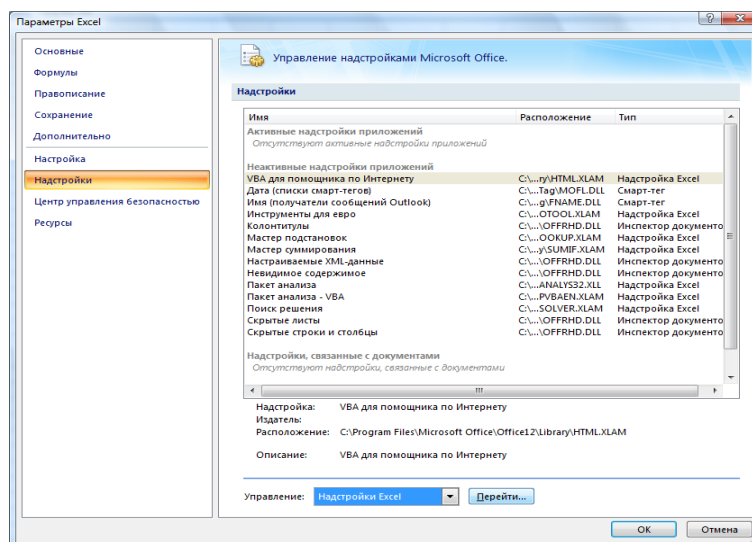 Параметры Excel
Основные
Формулы
Правописание
Сохранение
Дополнительно
Настройка
Надстройки
Центр управления безопасностью
Ресурсы
Управление надстройками Microsoft Office.
Надстройки
Имя Расположение Тип
Активные надстройки приложений
Отсутствуют активные надстройки приложений
Неактивные надстройки приложений
VBA для помощника по Интернету C:\...ry\HTML.XLAM Надстройка Excel
Дата (списки смарт-тегов) C:\...Tag\MOFL.DLL Смарт-тег
Имя (получатели сообщений Outlook) C:\...g\FNAME.DLL Смарт-тег
Инструменты для евро C:\...OTOOL.XLAM Надстройка Excel
Колонтитулы C:\...\OFFRHD.DLL Инспектор документо
Мастер подстановок C:\...OOKUP.XLAM Надстройка Excel
Мастер суммирования C:\...y\SUMIF.XLAM Надстройка Excel
Настраиваемые XML-данные C:\...\OFFRHD.DLL Инспектор документо
Невидимое содержимое C:\...\OFFRHD.DLL Инспектор документо
Пакет анализа C:\...ANALYS32.XLL Надстройка Excel
Пакет анализа - VBA C:\...PVBAEN.XLAM Надстройка Excel
Поиск решения C:\...SOLVER.XLAM Надстройка Excel
Скрытые листы C:\...\OFFRHD.DLL Инспектор документо
Скрытые строки и столбцы C:\...\OFFRHD.DLL Инспектор документо
Надстройки, связанные с документами
Отсутствуют надстройки, связанные с документами
Надстройка: VBA для помощника по Интернету
Издатель:
Расположение: C:\Program Files\Microsoft Office\Office12\Library\HTML.XLAM
Описание: VBA для помощника по Интернету
Управление: Надстройки Excel Перейти...
ОК Отмена